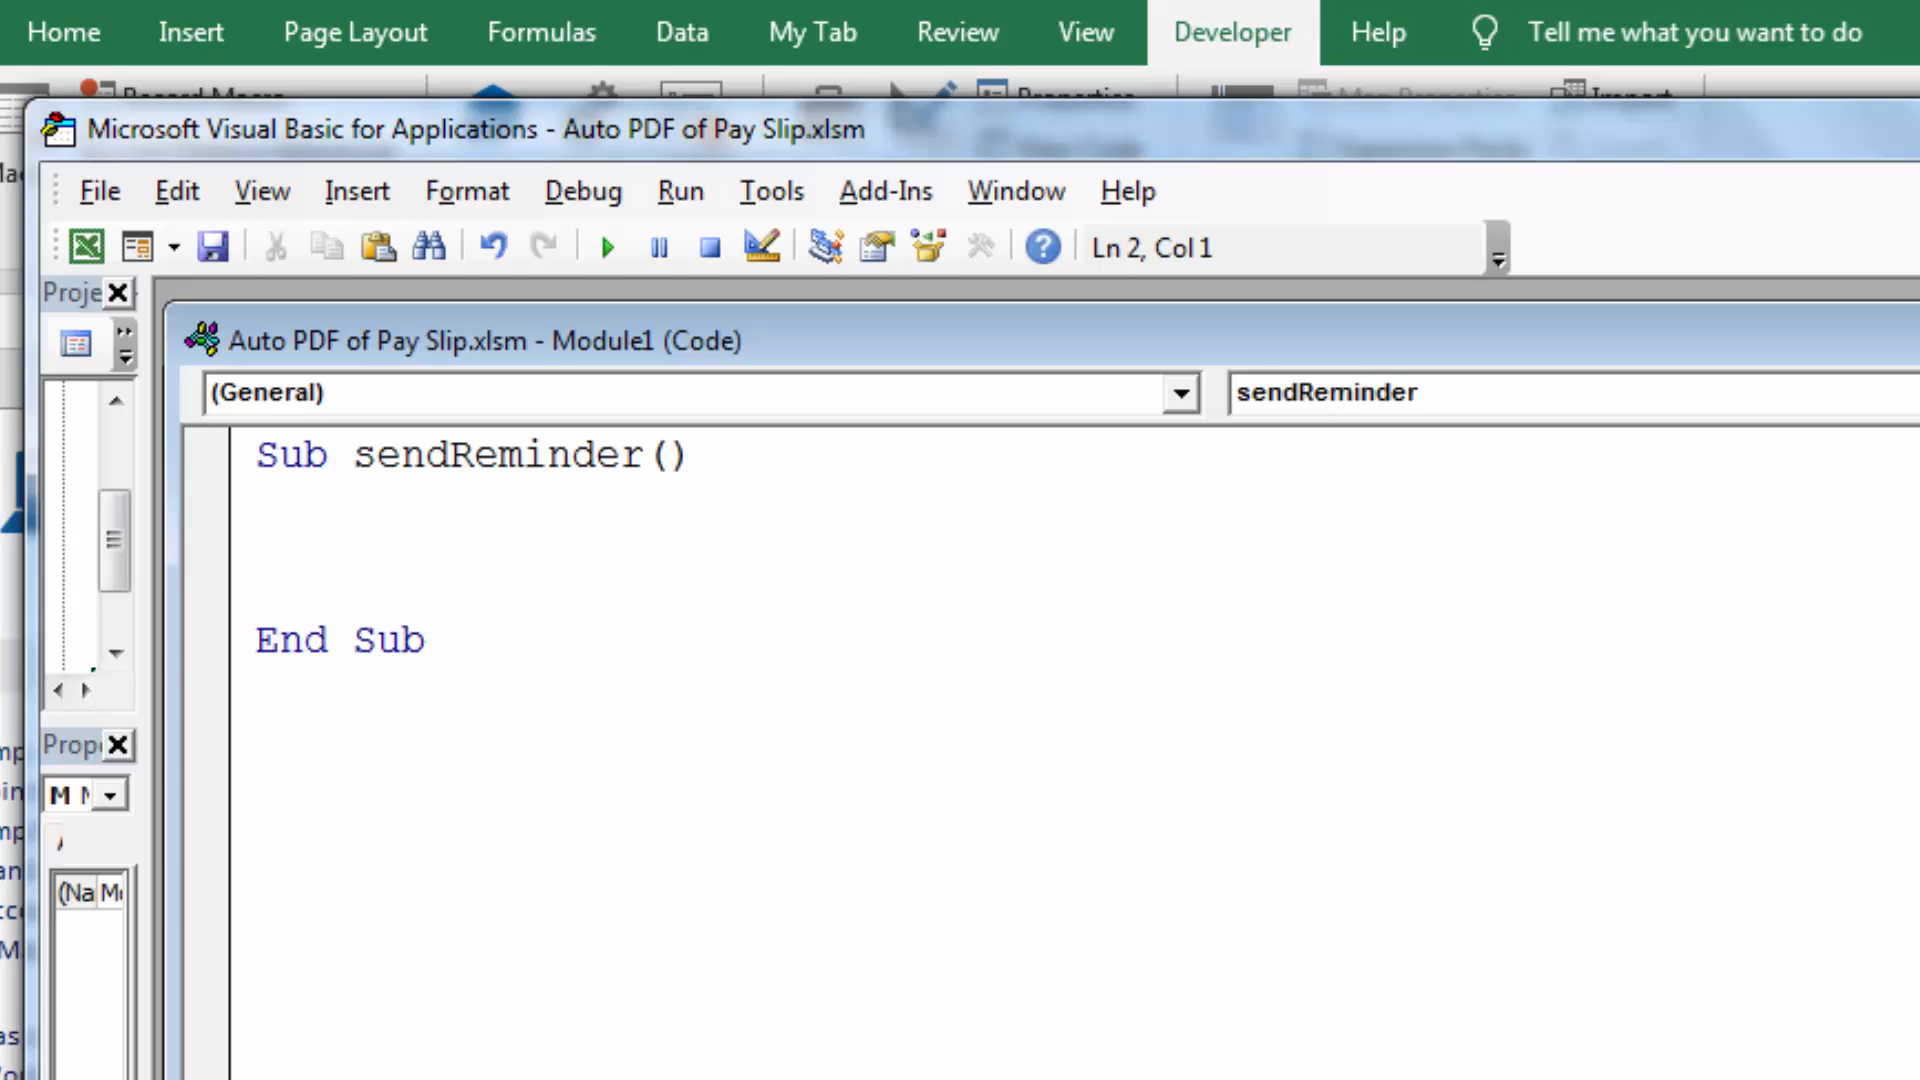 Home Insert Page Layout Formulas Data My Tab Review View Developer Help Tell me what you want to do
Microsoft Visual Basic for Applications - Auto PDF of Pay Slip.xlsm
File Edit View Insert Format Debug Run Tools Add-Ins Window Help
Ln 2, Col 1
Proje
Auto PDF of Pay Slip.xlsm - Module1 (Code)
(General) sendReminder
Sub sendReminder()
End Sub
Prop
M
(Na